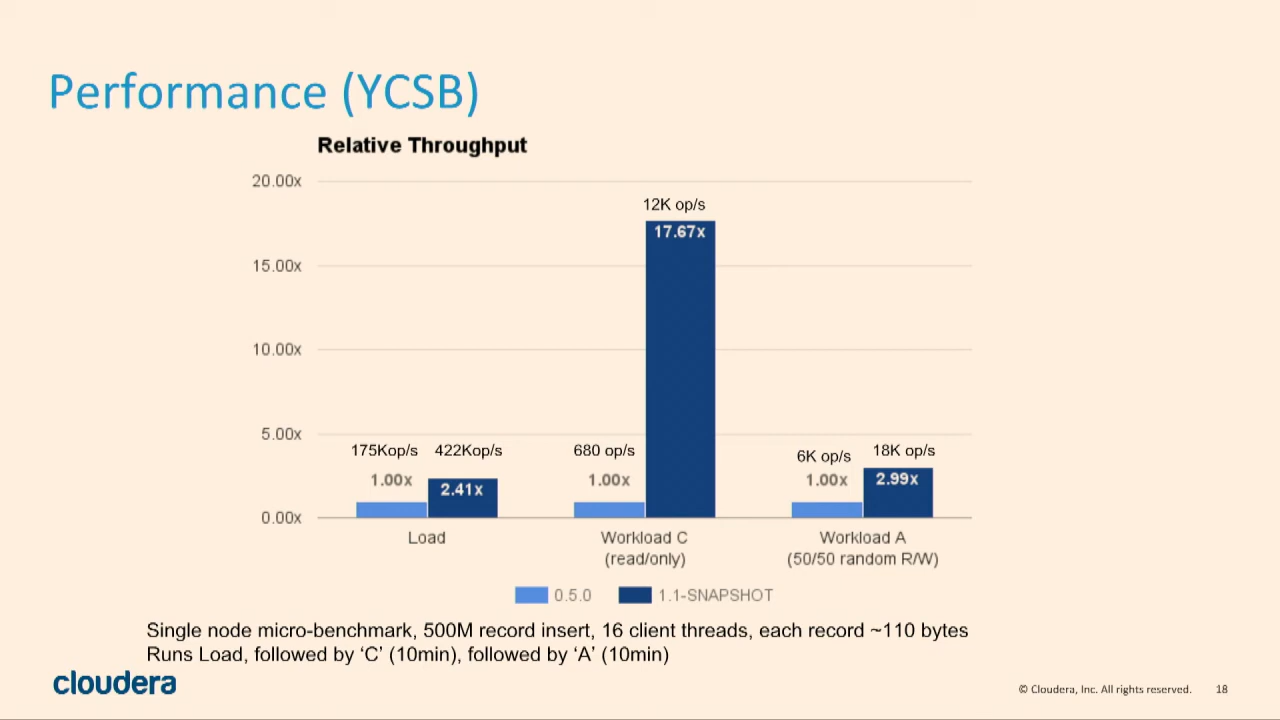 Performance (YCSB)
Relative Throughput
20.00x
15.00x
10.00x
5.00x
0.00x
175Kop/s 422Kop/s
1.00x 2.41x
680 op/s 12K op/s
1.00x 17.67x
6K op/s 18K op/s
1.00x 2.99x
Load
Workload C
(read/only)
Workload A
(50/50 random R/W)
0.5.0 1.1-SNAPSHOT
Single node micro-benchmark, 500M record insert, 16 client threads, each record ~110 bytes
Runs Load, followed by ‘C’ (10min), followed by ‘A’ (10min)
cloudera
© Cloudera, Inc. All rights reserved. 18